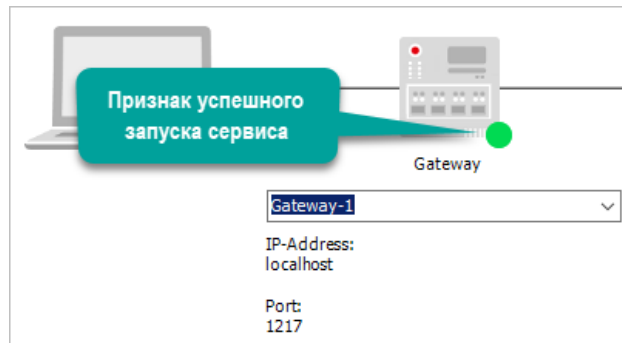 Признак успешного
запуска сервиса
Gateway
Gateway-1
IP-Address:
localhost
Port:
1217